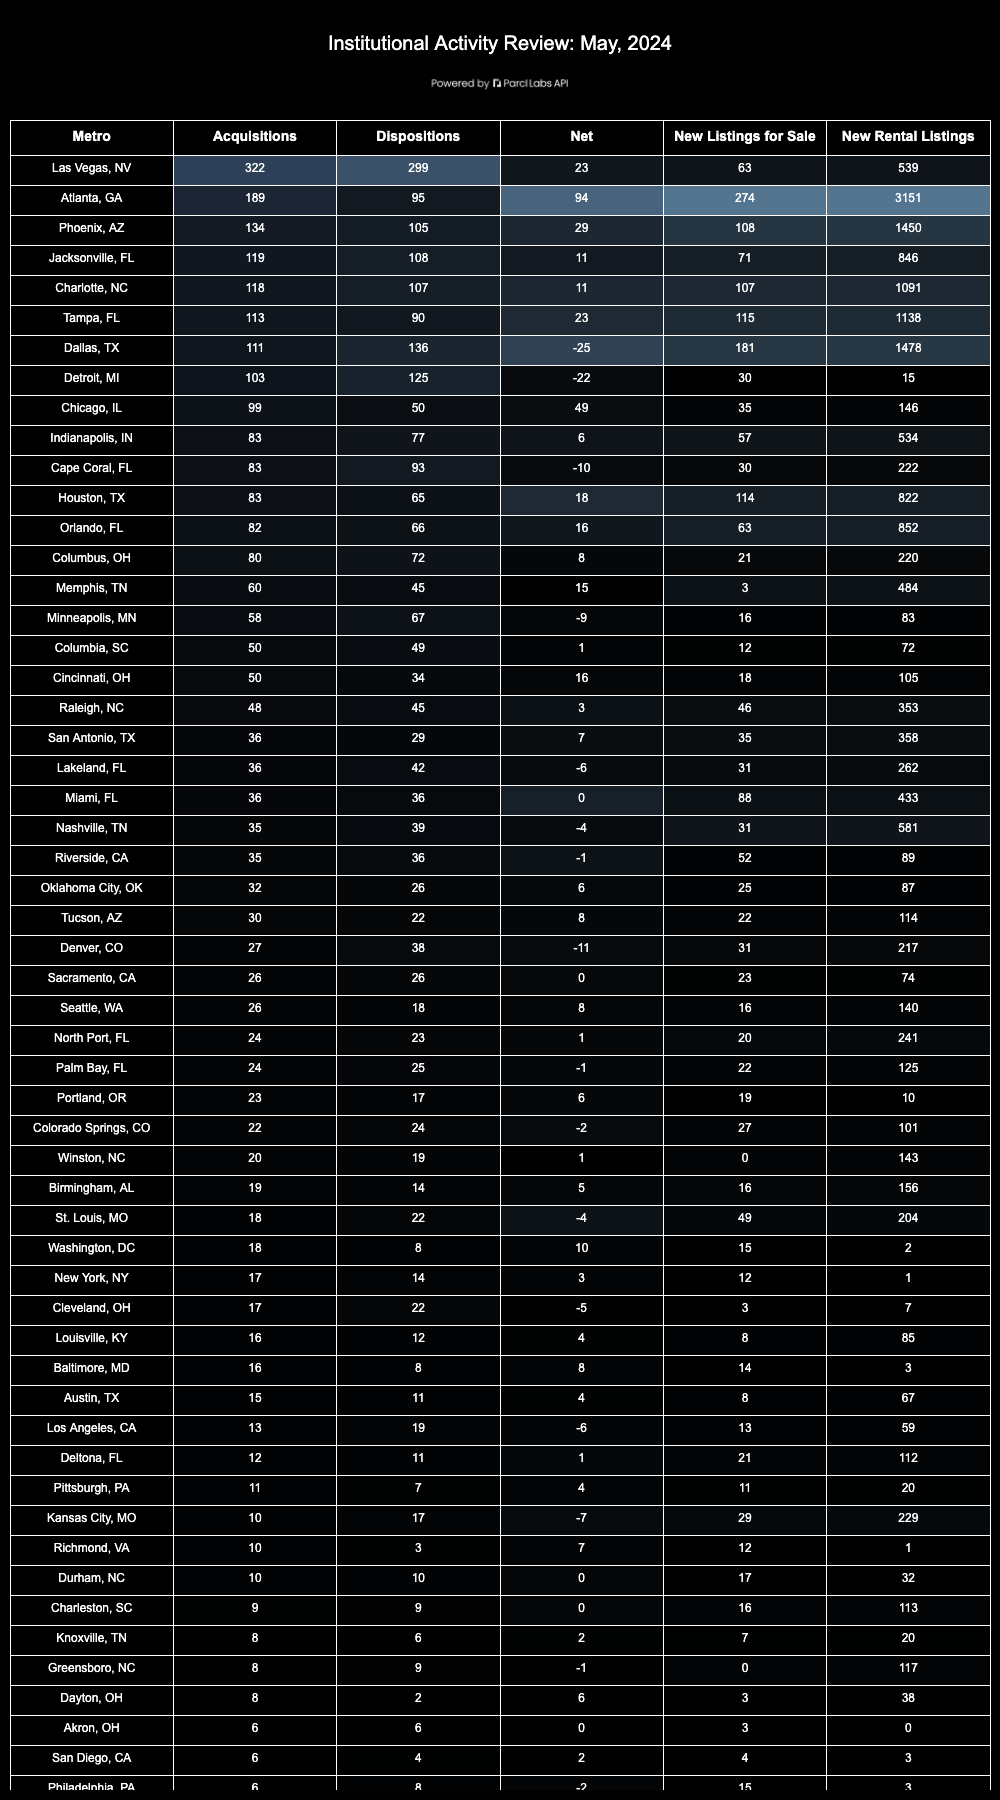 Institutional Activity Review: May, 2024
Powered by Parcl Labs API
Metro Acquisitions Dispositions Net New Listings for Sale New Rental Listings
Las Vegas, NV 322 299 23 63 539
Atlanta, GA 189 95 94 274 3151
Phoenix, AZ 134 105 29 108 1450
Jacksonville, FL 119 108 11 71 846
Charlotte, NC 118 107 11 107 1091
Tampa, FL 113 90 23 115 1138
Dallas, TX 111 136 -25 181 1478
Detroit, MI 103 125 -22 30 15
Chicago, IL 99 50 49 35 146
Indianapolis, IN 83 77 6 57 534
Cape Coral, FL 83 93 -10 30 222
Houston, TX 83 65 18 114 822
Orlando, FL 82 66 16 63 852
Columbus, OH 80 72 8 21 220
Memphis, TN 60 45 15 3 484
Minneapolis, MN 58 67 -9 16 83
Columbia, SC 50 49 1 12 72
Cincinnati, OH 50 34 16 18 105
Raleigh, NC 48 45 3 46 353
San Antonio, TX 36 29 7 35 358
Lakeland, FL 36 42 -6 31 262
Miami, FL 36 36 0 88 433
Nashville, TN 35 39 -4 31 581
Riverside, CA 35 36 -1 52 89
Oklahoma City, OK 32 26 6 25 87
Tucson, AZ 30 22 8 22 114
Denver, CO 27 38 -11 31 217
Sacramento, CA 26 26 0 23 74
Seattle, WA 26 18 8 16 140
North Port, FL 24 23 1 20 241
Palm Bay, FL 24 25 -1 22 125
Portland, OR 23 17 6 19 10
Colorado Springs, CO 22 24 -2 27 101
Winston, NC 20 19 1 0 143
Birmingham, AL 19 14 5 16 156
St. Louis, MO 18 22 -4 49 204
Washington, DC 18 8 10 15 2
New York, NY 17 14 3 12 1
Cleveland, OH 17 22 -5 3 7
Louisville, KY 16 12 4 8 85
Baltimore, MD 16 8 8 14 3
Austin, TX 15 11 4 8 67
Los Angeles, CA 13 19 -6 13 59
Deltona, FL 12 11 1 21 112
Pittsburgh, PA 11 7 4 11 20
Kansas City, MO 10 17 -7 29 229
Richmond, VA 10 3 7 12 1
Durham, NC 10 10 0 17 32
Charleston, SC 9 9 0 16 113
Knoxville, TN 8 6 2 7 20
Greensboro, NC 8 9 -1 0 117
Dayton, OH 8 2 6 3 38
Akron, OH 6 6 0 3 0
San Diego, CA 6 4 2 4 3
Philadelphia, PA 6 8 -2 15 3